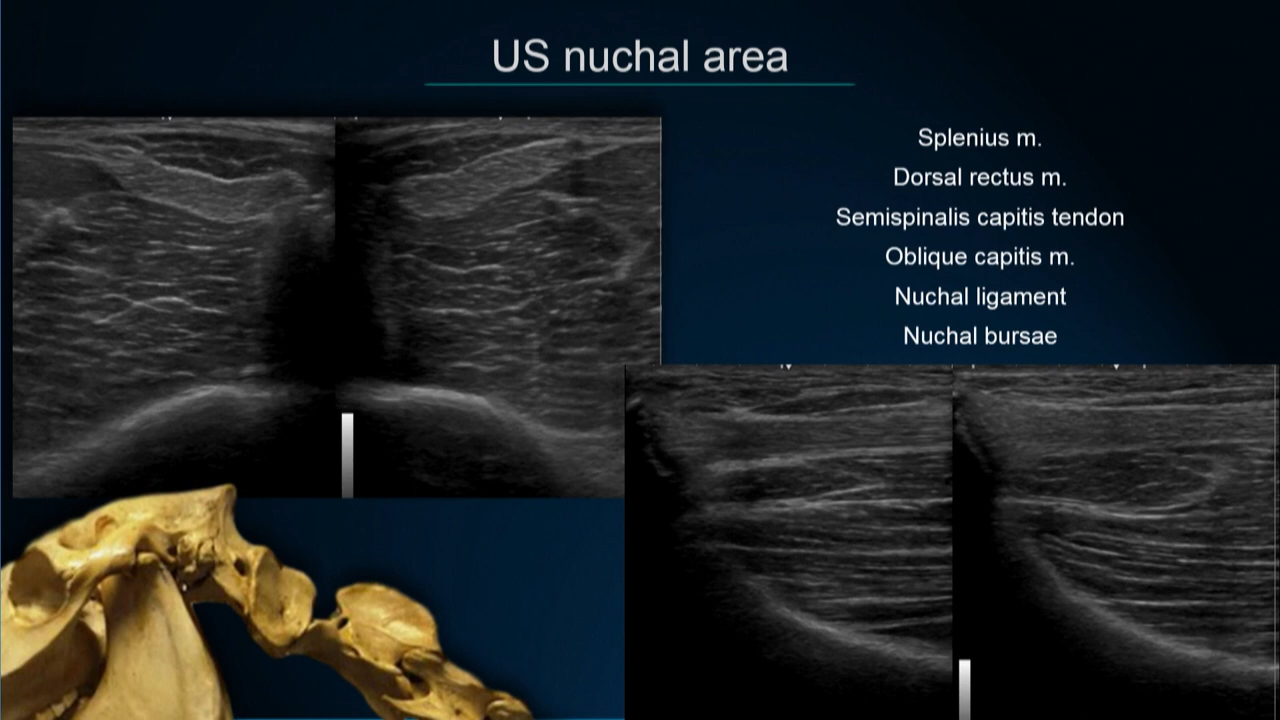 US nuchal area
Splenius m.
Dorsal rectus m.
Semispinalis capitis tendon
Oblique capitis m.
Nuchal ligament
Nuchal bursae